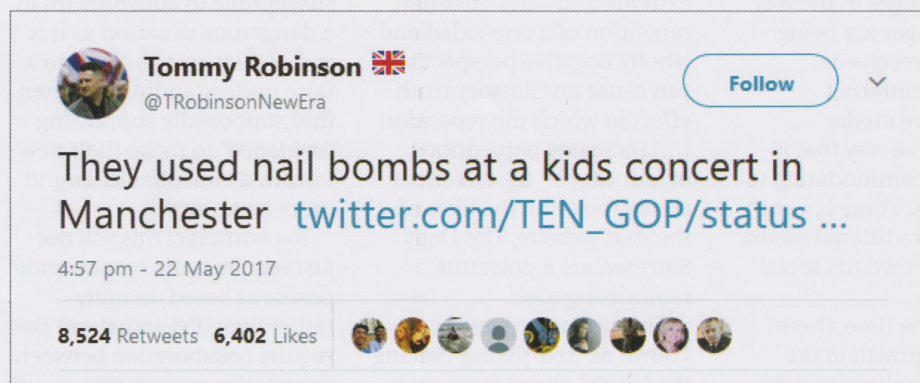 Tommy Robinson
@TRobinsonNewEra
Follow
They used nail bombs at a kids concert in
Manchester twitter.com/TEN_GOP/status ...
4:57 pm - 22 May 2017
8,524 Retweets 6,402 Likes